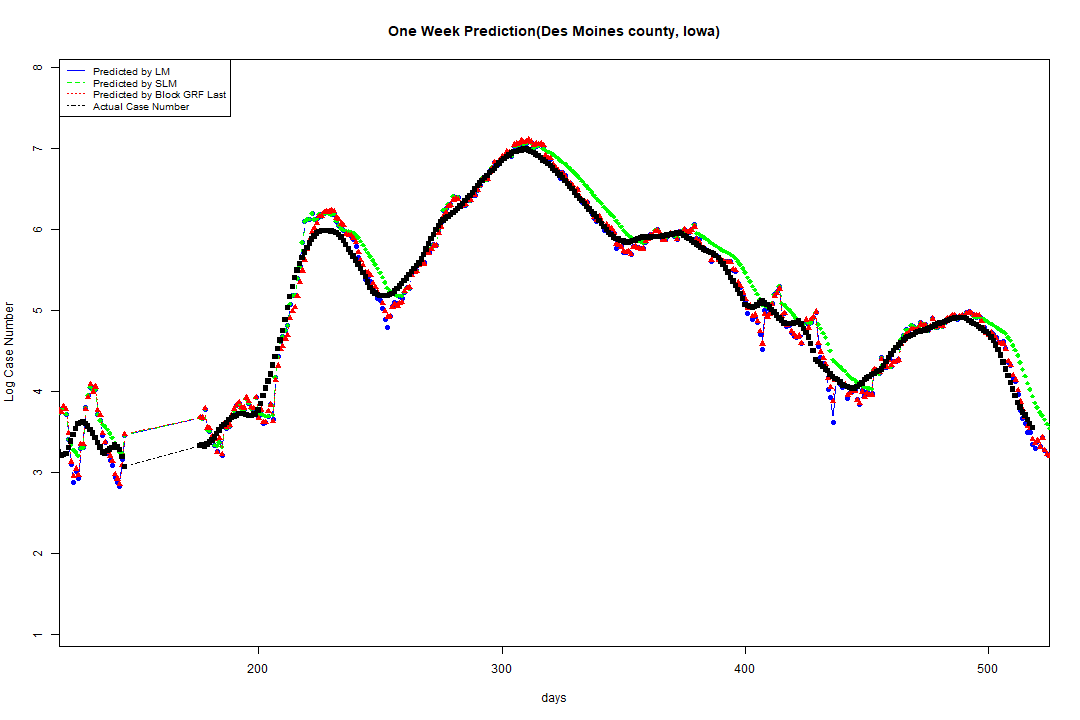 One Week Prediction(Des Moines county, Iowa)
Predicted by LM
Predicted by SLM
Predicted by Block GRF Last
Actual Case Number
8
7
6
5
4
3
2
1
Log Case Number
200
300
400
500
days